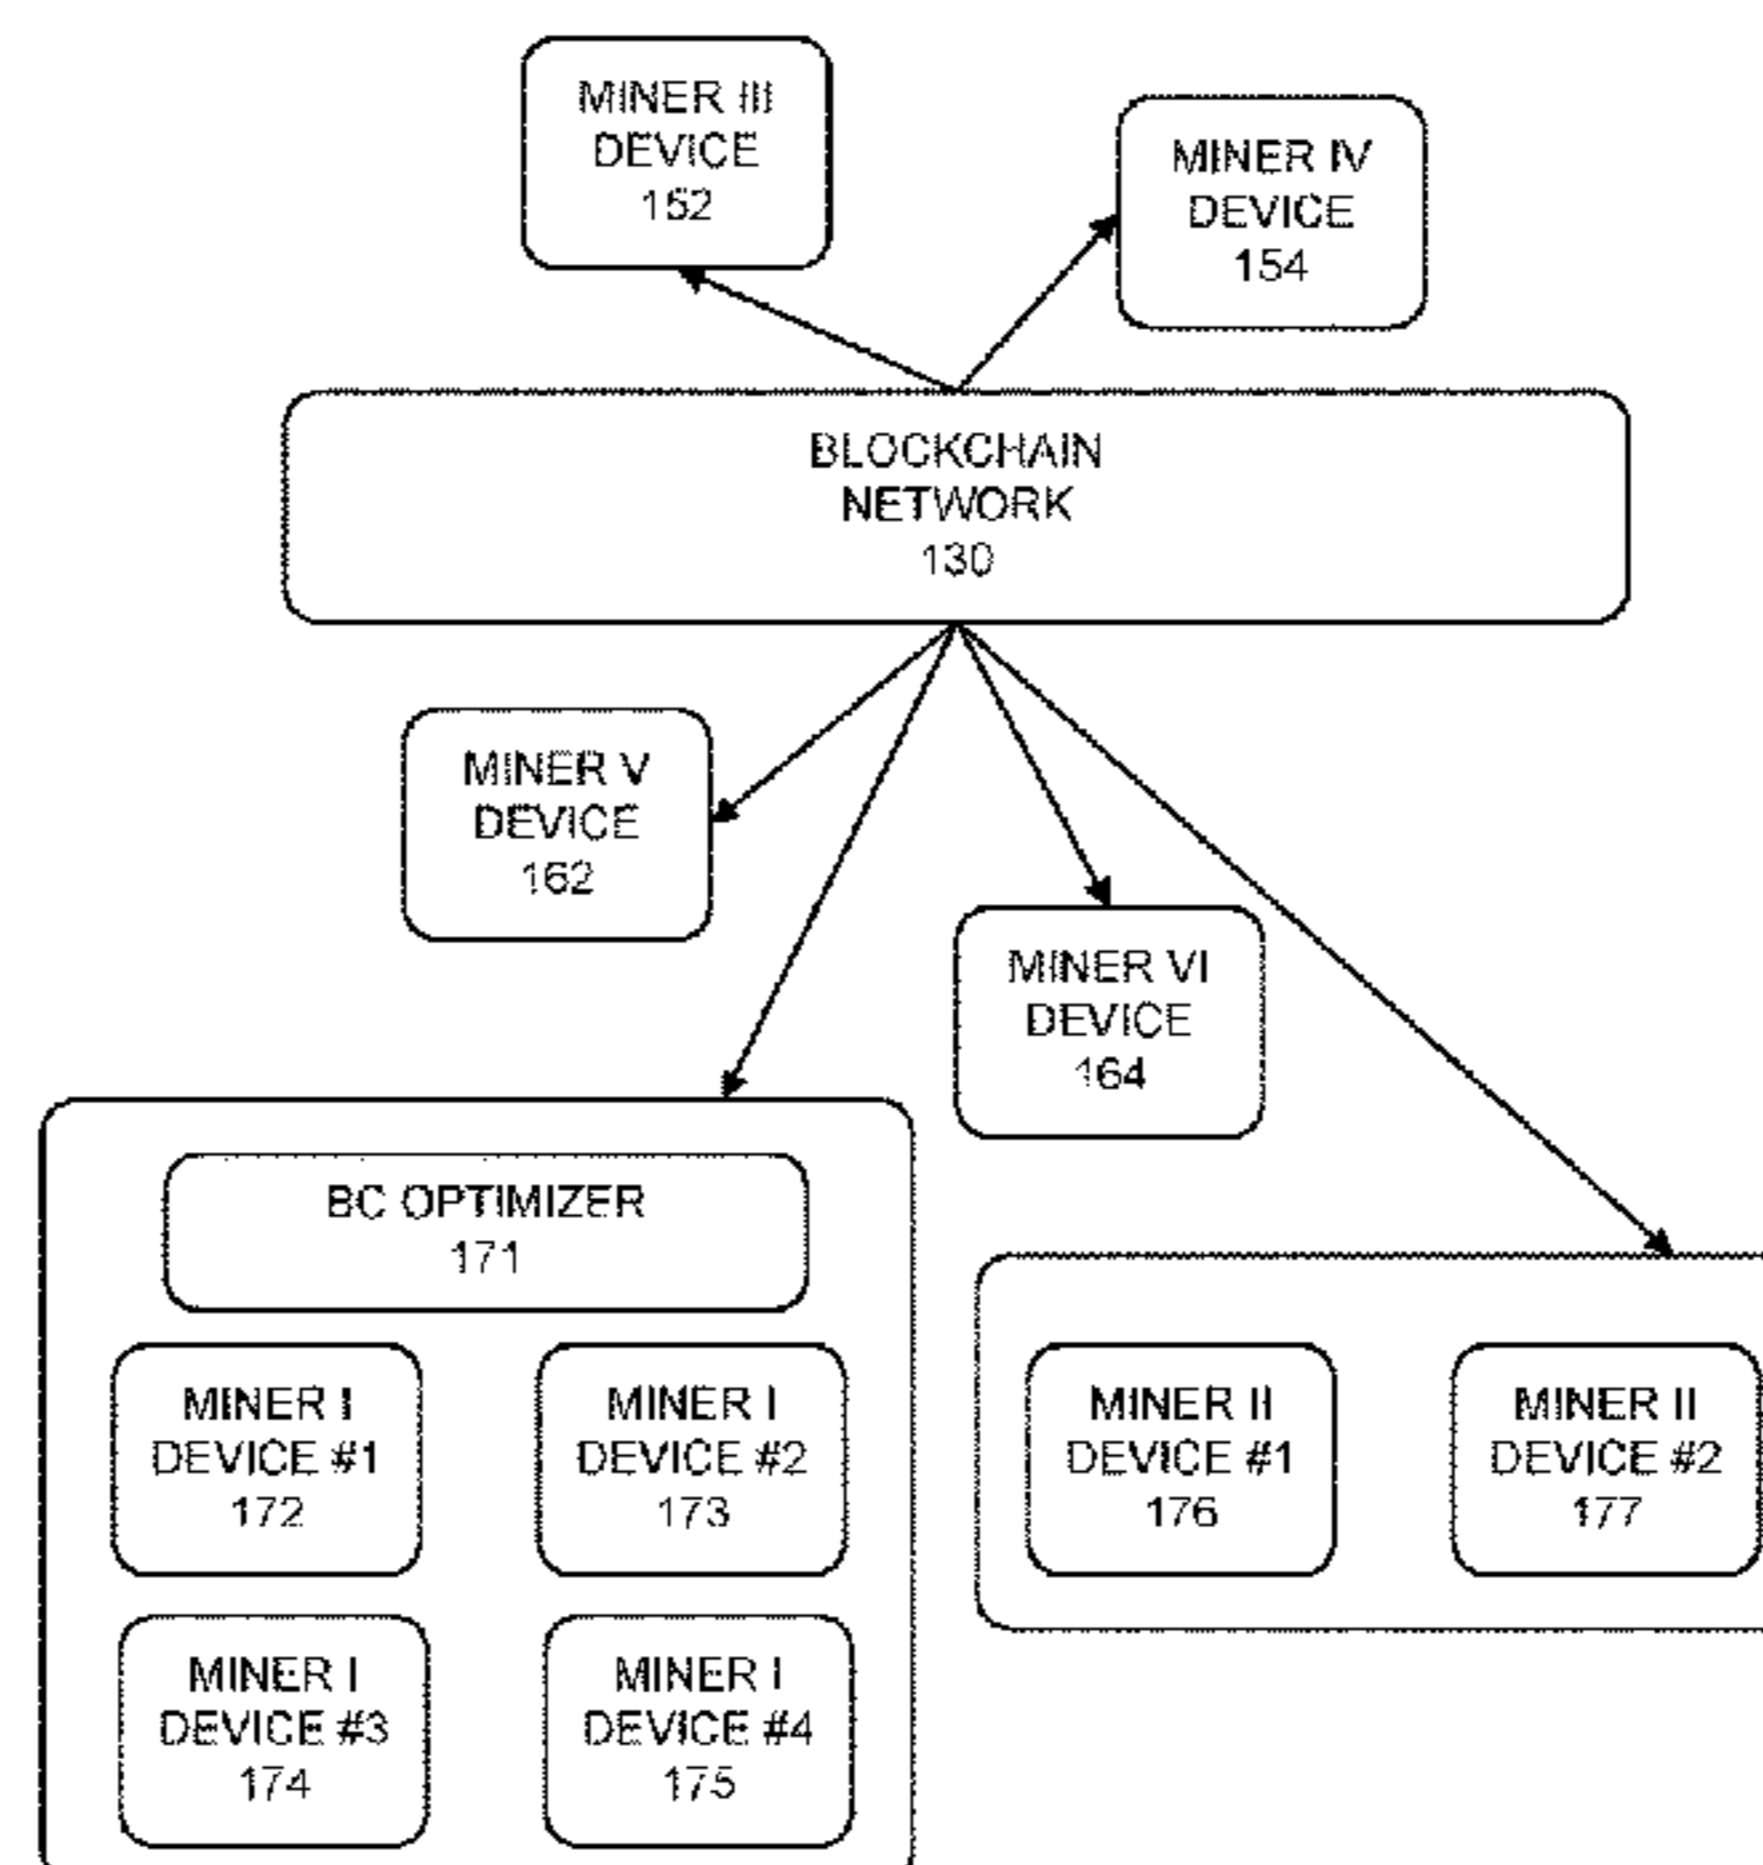 MINER III
DEVICE
152
MINER IV
DEVICE
154
BLOCKCHAIN
NETWORK
130
MINER V
DEVICE
162
MINER VI
DEVICE
164
BC OPTIMIZER
171
MINER I
DEVICE #1
172
MINER I
DEVICE #2
173
MINER II
DEVICE #1
176
MINER II
DEVICE #2
177
MINER I
DEVICE #3
174
MINER I
DEVICE #4
175